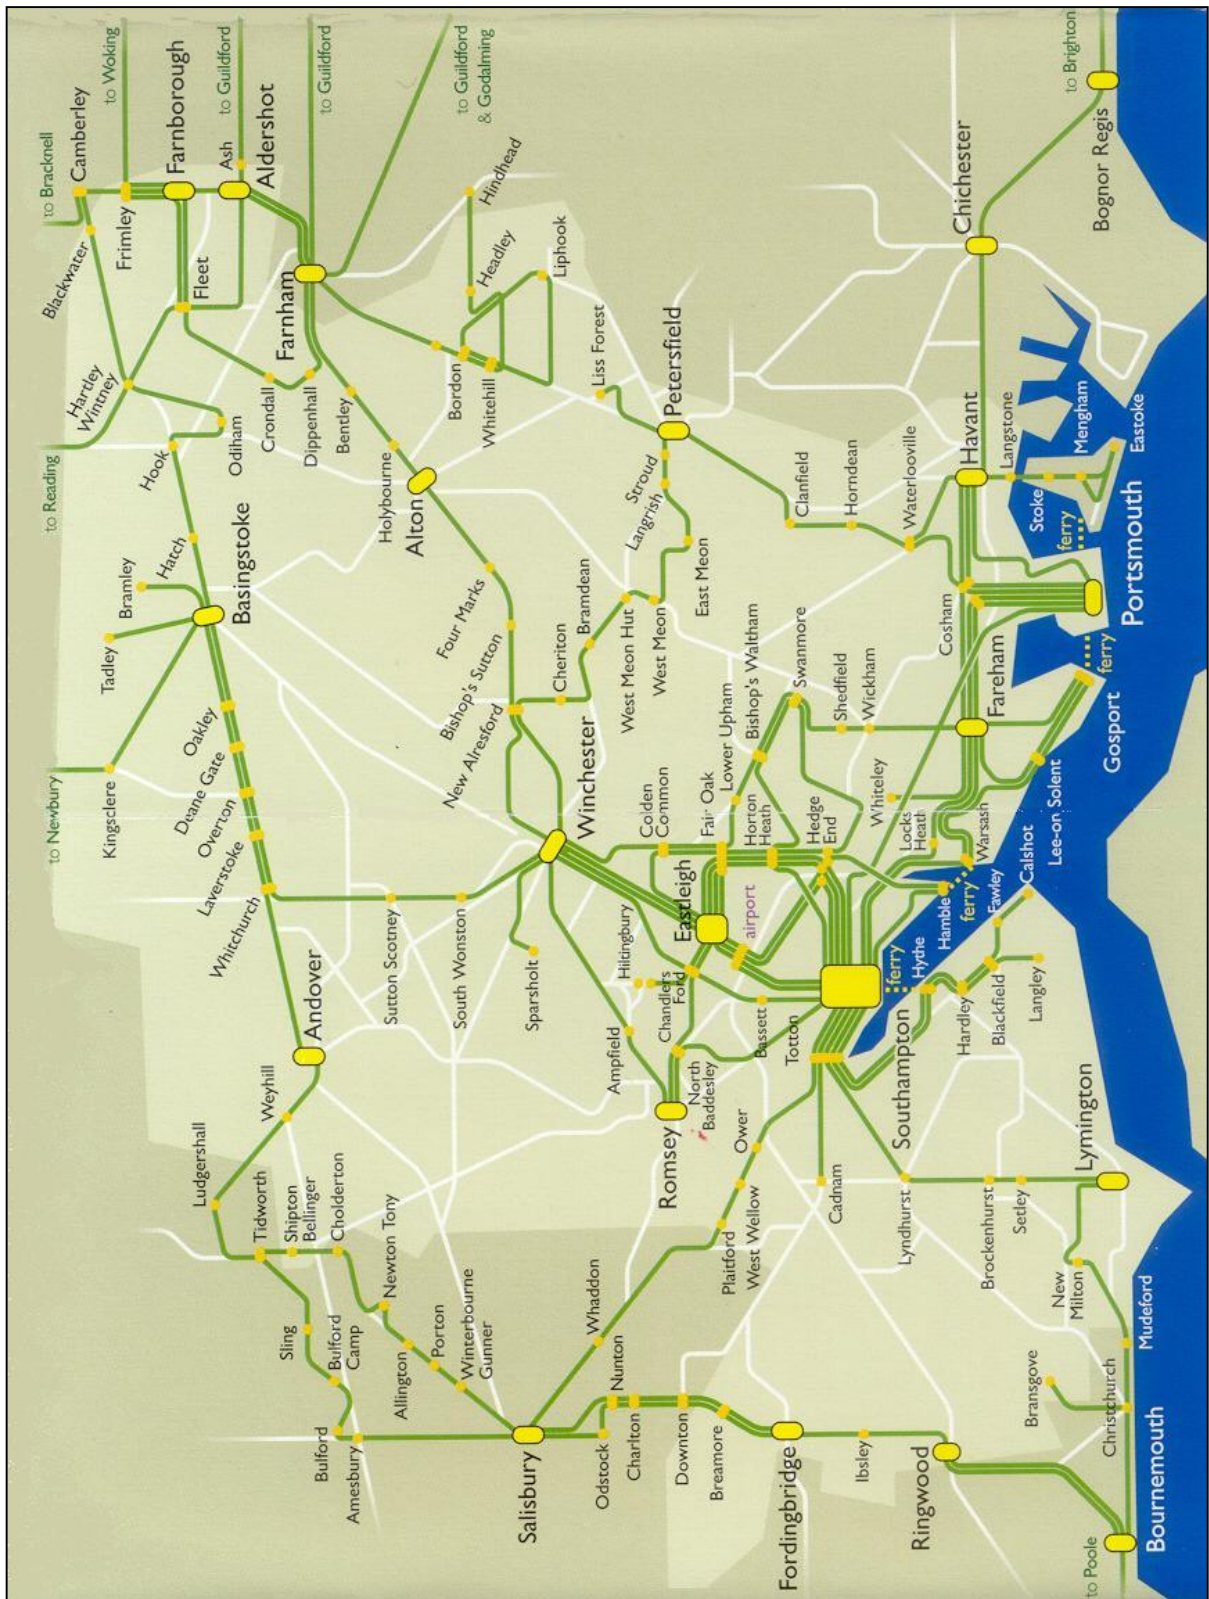 to Newbury
to Reading
to Bracknell
Camberley
Blackwater
Hartley
Wintney
to Woking
Kingsclere
Tadley
Bramley
Frimley
Farnborough
Hook
Hatch
Fleet
to Guildford
Ash
Ludgershall
Whitchurch
Laverstoke
Overton
Deane Gate
Oakley
Basingstoke
Odiham
Aldershot
Tidworth
Weyhill
Andover
Crondall
Farnham
to Guildford
Shipton
Bellinger
Sling
Dippenhall
Bulford
Bulford
Camp
Cholderton
Bentley
Amesbury
Newton Tony
Sutton Scotney
Holybourne
Alton
Allington
Porton
Bordon
Winterbourne
Gunner
South Wonston
New Alresford
Bishop's Sutton
Four Marks
Whitehill
Headley
Hindhead
to Guildford
& Godalming
Salisbury
Sparsholt
Winchester
Cheriton
Bramdean
Liphook
Whaddon
Odstock
Nunton
Charlton
Ampfield
Hiltingbury
West Meon Hut
Liss Forest
Romsey
Chandlers
Ford
Colden
Common
West Meon
Langrish
Stroud
Petersfield
Downton
North
Baddesley
Eastleigh
East Meon
Breamore
Plaitford
West Wellow
Ower
Bassett
airport
Fair Oak
Lower Upham
Bishop's Waltham
Fordingbridge
Totton
Horton
Heath
Swanmore
Clanfield
Cadnam
Hedge
End
Shedfield
Horndean
Ibsley
Southampton
ferry
Whiteley
Wickham
Ringwood
Lyndhurst
Hythe
Locks
Heath
Waterlooville
Hamble
Cosham
Chichester
Hardley
ferry
Warsash
Fareham
Havant
Brockenhurst
Blackfield
Fawley
Langstone
Setley
Langley
Calshot
Stoke
Bransgove
New
Milton
Lymington
Lee-on Solent
ferry
Mengham
to Brighton
to Poole
Christchurch
Mudeford
Gosport
ferry
Portsmouth
Eastoke
Bognor Regis
Bournemouth